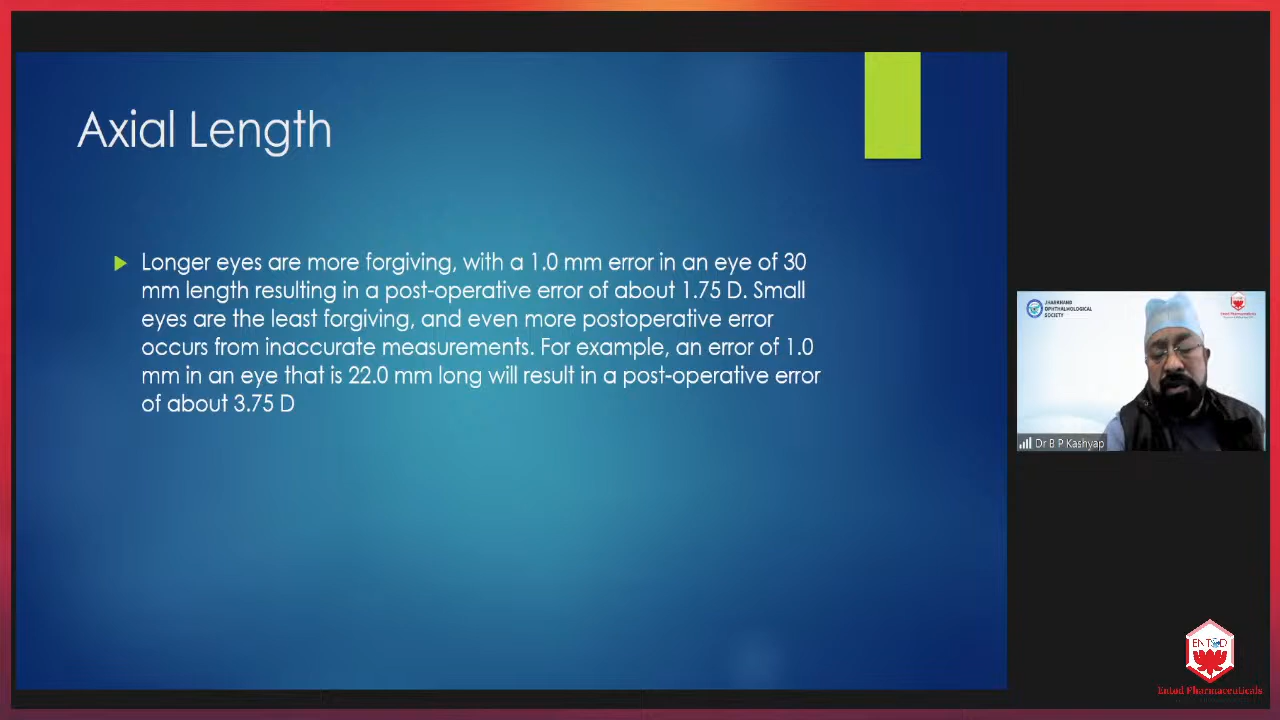 Axial Length
Longer eyes are more forgiving, with a 1.0 mm error in an eye of 30
mm length resulting in a post-operative error of about 1.75 D. Small
eyes are the least forgiving, and even more postoperative error
occurs from inaccurate measurements. For example, an error of 1.0
mm in an eye that is 22.0 mm long will result in a post-operative error
of about 3.75 D
JHARKHAND
OPHTHALMOLOGICAL
SOCIETY
Entod Pharmaceuticals
Dr B P Kashyap
ENTOD
Entod Pharmaceuticals